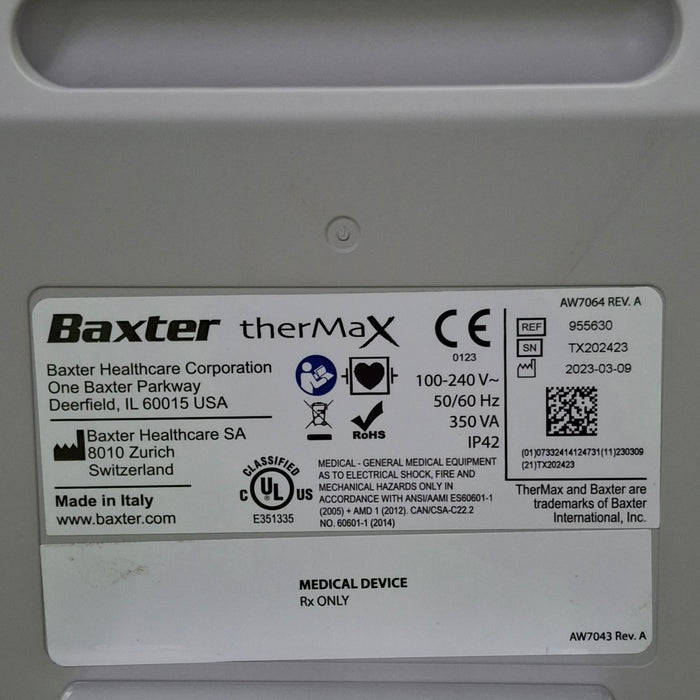 AW7064 REV. A
Baxter therMaX
CE
0123
Baxter Healthcare Corporation
One Baxter Parkway
Deerfield, IL 60015 USA
Baxter Healthcare SA
8010 Zurich
Switzerland
Made in Italy
www.baxter.com
RoHS
100-240 V~
50/60 Hz
350 VA
IP42
CLASSIFIED
C UL US
®
E351335
MEDICAL - GENERAL MEDICAL EQUIPMENT
AS TO ELECTRICAL SHOCK, FIRE AND
MECHANICAL HAZARDS ONLY IN
ACCORDANCE WITH ANSI/AAMI ES60601-1
(2005) + AMD 1 (2012). CAN/CSA-C22.2
NO. 60601-1 (2014)
REF 955630
SN TX202423
2023-03-09
(01)07332414124731(11)230309
(21)TX202423
TherMax and Baxter are
trademarks of Baxter
International, Inc.
MEDICAL DEVICE
Rx ONLY
AW7043 Rev. A